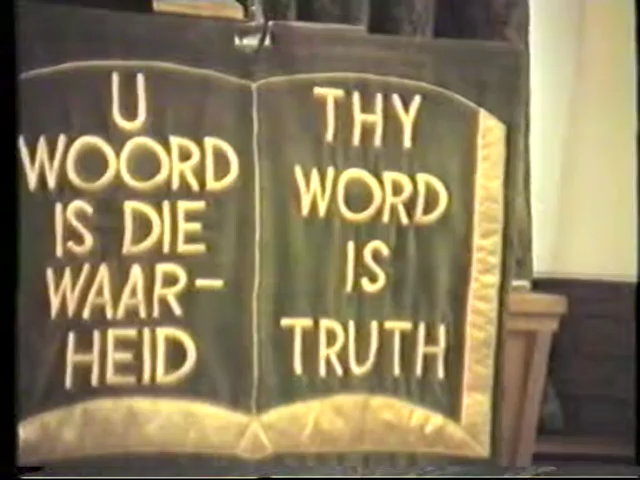 U
WOORD
IS DIE
WAAR-
HEID
THY
WORD
IS
TRUTH